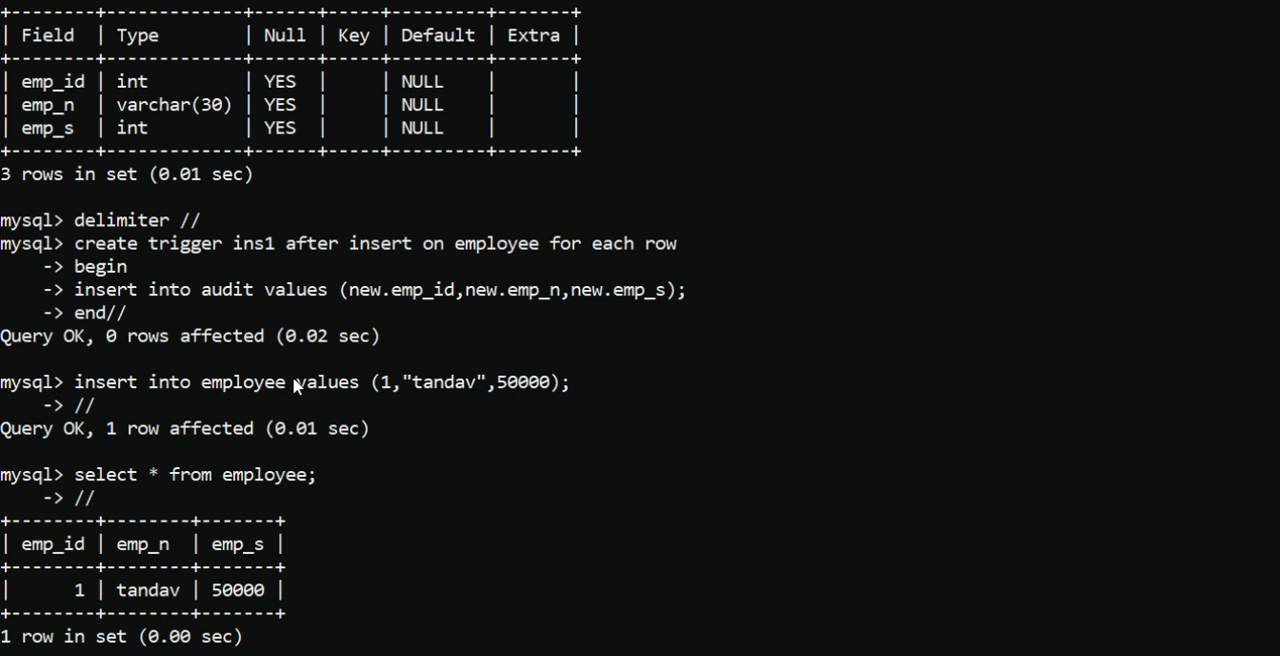 +--------+-------------+------+-----+---------+-------+
| Field  | Type        | Null | Key | Default | Extra |
+--------+-------------+------+-----+---------+-------+
| emp_id | int         | YES  |     | NULL    |       |
| emp_n  | varchar(30) | YES  |     | NULL    |       |
| emp_s  | int         | YES  |     | NULL    |       |
+--------+-------------+------+-----+---------+-------+
3 rows in set (0.01 sec)

mysql> delimiter //
mysql> create trigger ins1 after insert on employee for each row
    -> begin
    -> insert into audit values (new.emp_id,new.emp_n,new.emp_s);
    -> end//
Query OK, 0 rows affected (0.02 sec)

mysql> insert into employee values (1,"tandav",50000);
    -> //
Query OK, 1 row affected (0.01 sec)

mysql> select * from employee;
    -> //
+--------+--------+-------+
| emp_id | emp_n  | emp_s |
+--------+--------+-------+
|      1 | tandav | 50000 |
+--------+--------+-------+
1 row in set (0.00 sec)